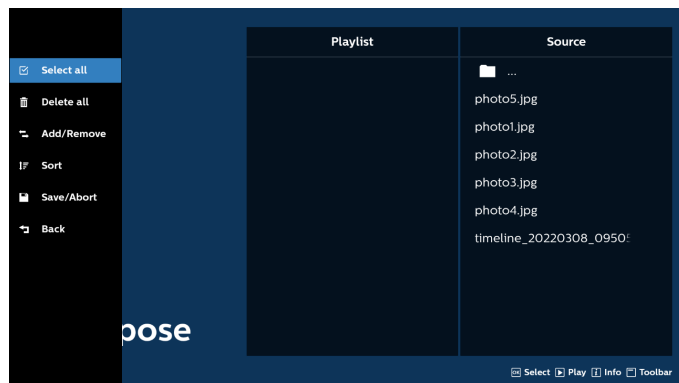 Playlist
Source
Select all
Delete all
Add/Remove
Sort
Save/Abort
Back
...
photo5.jpg
photo1.jpg
photo2.jpg
photo3.jpg
photo4.jpg
timeline_20220308_0950
pose
OK Select Play i Info Toolbar